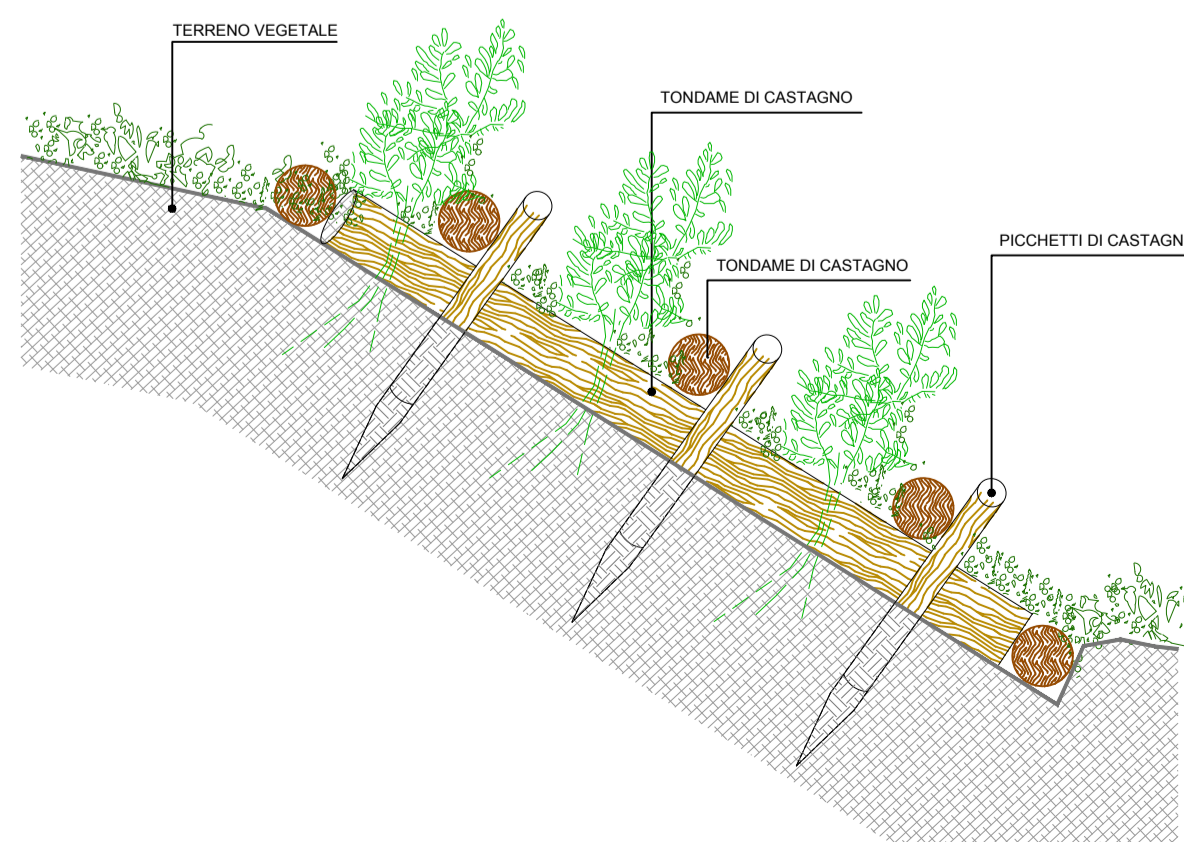 TERRENO VEGETALE
TONDAME DI CASTAGNO
PICCHETTI DI CASTAGN
TONDAME DI CASTAGNO